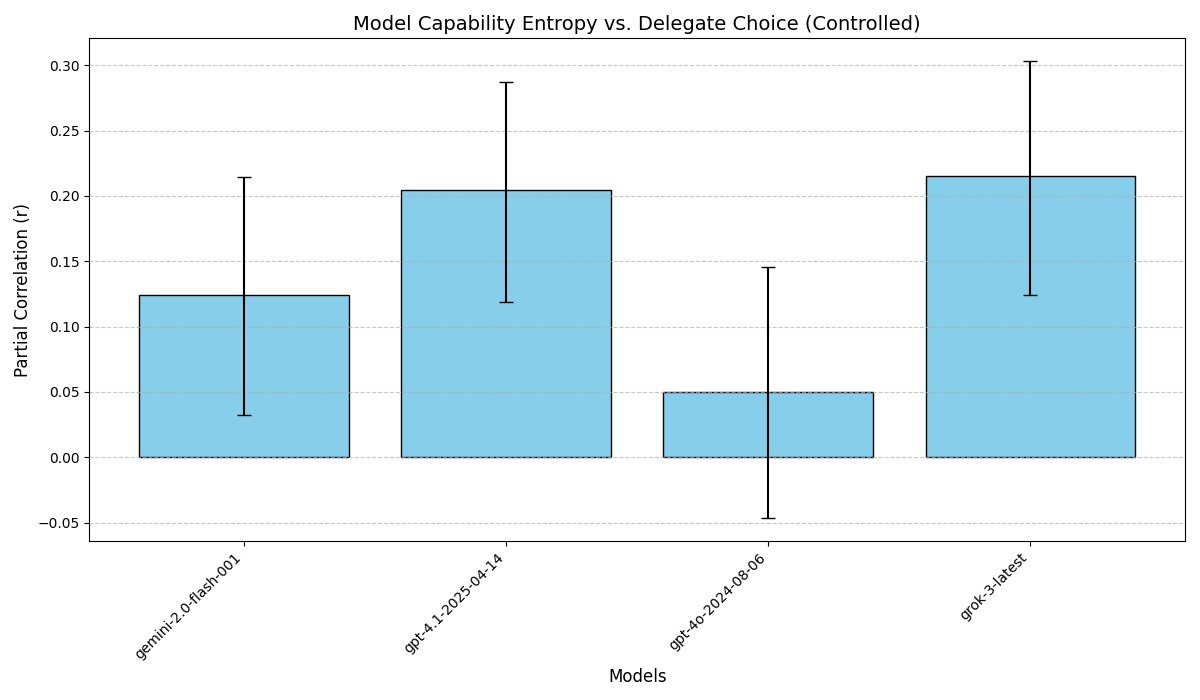 Model Capability Entropy vs. Delegate Choice (Controlled)
Partial Correlation (r)
0.30
0.25
0.20
0.15
0.10
0.05
0.00
−0.05
gemini-2.0-flash-001
gpt-4.1-2025-04-14
gpt-4o-2024-08-06
grok-3-latest
Models